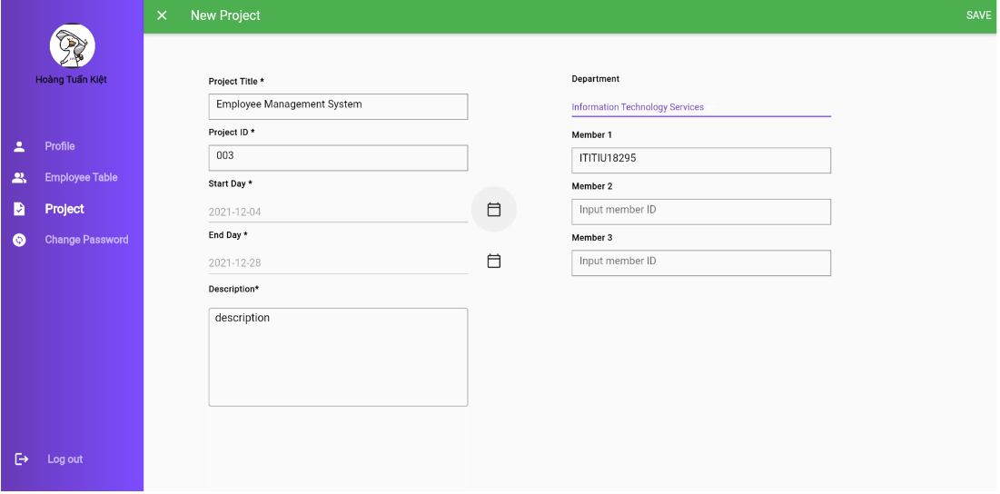 New Project
SAVE
Hoàng Tuấn Kiệt
Profile
Employee Table
Project
Change Password
Log out
Project Title *
Employee Management System
Project ID *
003
Start Day *
2021-12-04
End Day *
2021-12-28
Description*
description
Department
Information Technology Services
Member 1
ITITIU18295
Member 2
Input member ID
Member 3
Input member ID